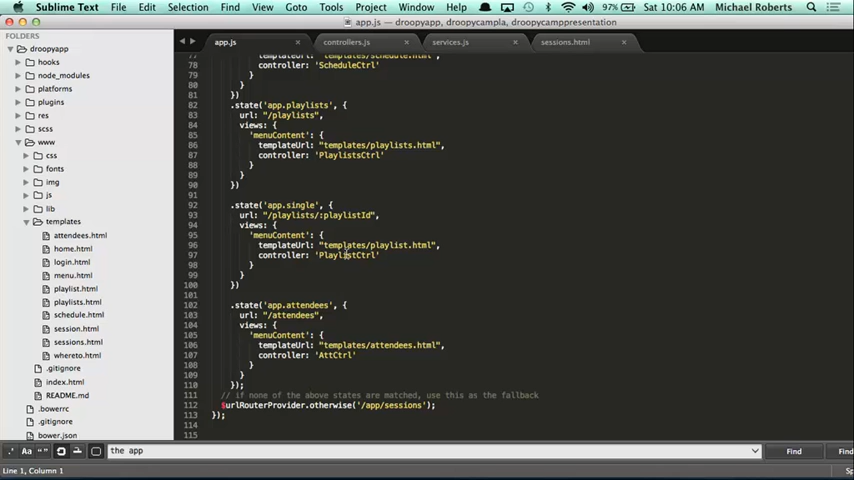 Sublime Text File Edit Selection Find View Goto Tools Project Window Help 97% Sat 10:06 AM Michael Roberts
app.js — droopyapp, droopycampla, droopycamppresentation
FOLDERS
droopyapp
hooks
node_modules
platforms
plugins
res
scss
www
css
fonts
img
js
lib
templates
attendees.html
home.html
login.html
menu.html
playlist.html
playlists.html
schedule.html
session.html
sessions.html
whereto.html
.gitignore
index.html
README.md
.bowerrc
.gitignore
bower.json
app.js controllers.js services.js sessions.html
77 templateUrl: "templates/schedule.html",
78 controller: 'ScheduleCtrl'
79 }
80 }
81 })
82 .state('app.playlists', {
83 url: "/playlists",
84 views: {
85 'menuContent': {
86 templateUrl: "templates/playlists.html",
87 controller: 'PlaylistsCtrl'
88 }
89 }
90 })
91
92 .state('app.single', {
93 url: "/playlists/:playlistId",
94 views: {
95 'menuContent': {
96 templateUrl: "templates/playlist.html",
97 controller: 'PlaylistCtrl'
98 }
99 }
100 })
101
102 .state('app.attendees', {
103 url: "/attendees",
104 views: {
105 'menuContent': {
106 templateUrl: "templates/attendees.html",
107 controller: 'AttCtrl'
108 }
109 }
110 });
111 // if none of the above states are matched, use this as the fallback
112 $urlRouterProvider.otherwise('/app/sessions');
113 });
114
115
.* Aa "" the app Find Find
Line 1, Column 1 Sp